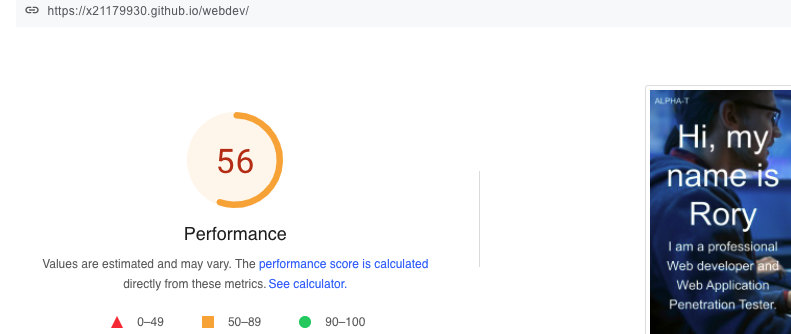 https://x21179930.github.io/webdev/
56
Performance
Values are estimated and may vary. The performance score is calculated
directly from these metrics. See calculator.
0–49
50–89
90–100
ALPHA-T
Hi, my
name is
Rory
I am a professional
Web developer and
Web Application
Penetration Tester.